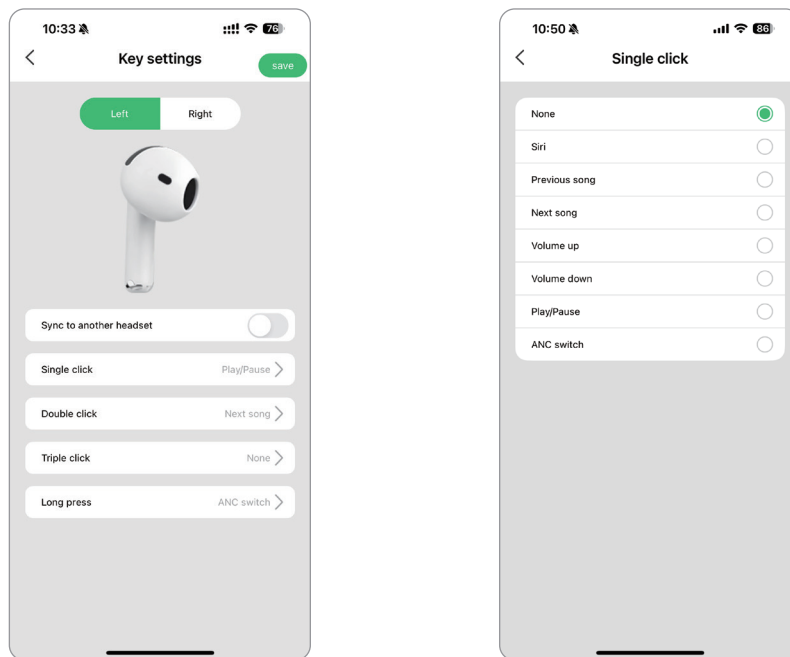 10:33
76
Key settings
save
Left
Right
Sync to another headset
Single click
Play/Pause
Double click
Next song
Triple click
None
Long press
ANC switch
10:50
86
Single click
None
Siri
Previous song
Next song
Volume up
Volume down
Play/Pause
ANC switch